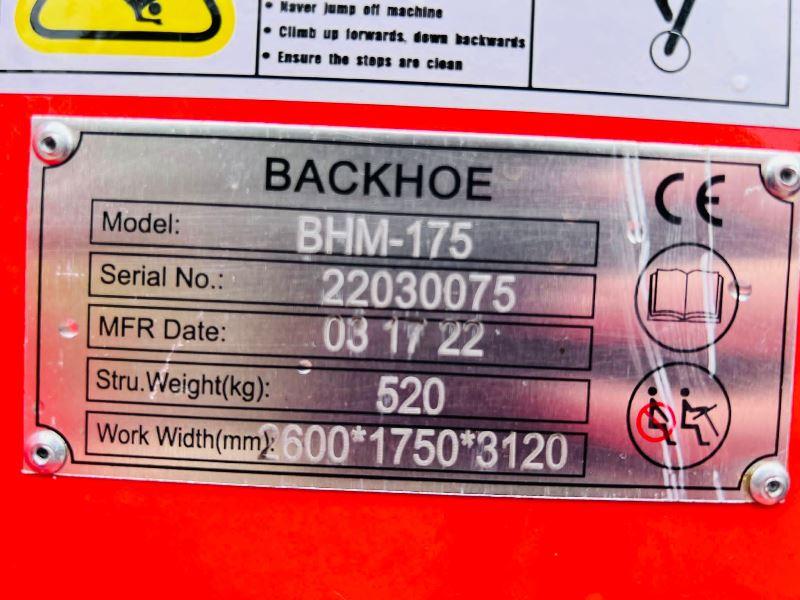 • Never jump off machine
• Climb up forwards, down backwards
• Ensure the steps are clean
BACKHOE
CE
Model: BHM-175
Serial No.: 22030075
MFR Date: 03 17 22
Stru.Weight(kg): 520
Work Width(mm): 2600*1750*3120